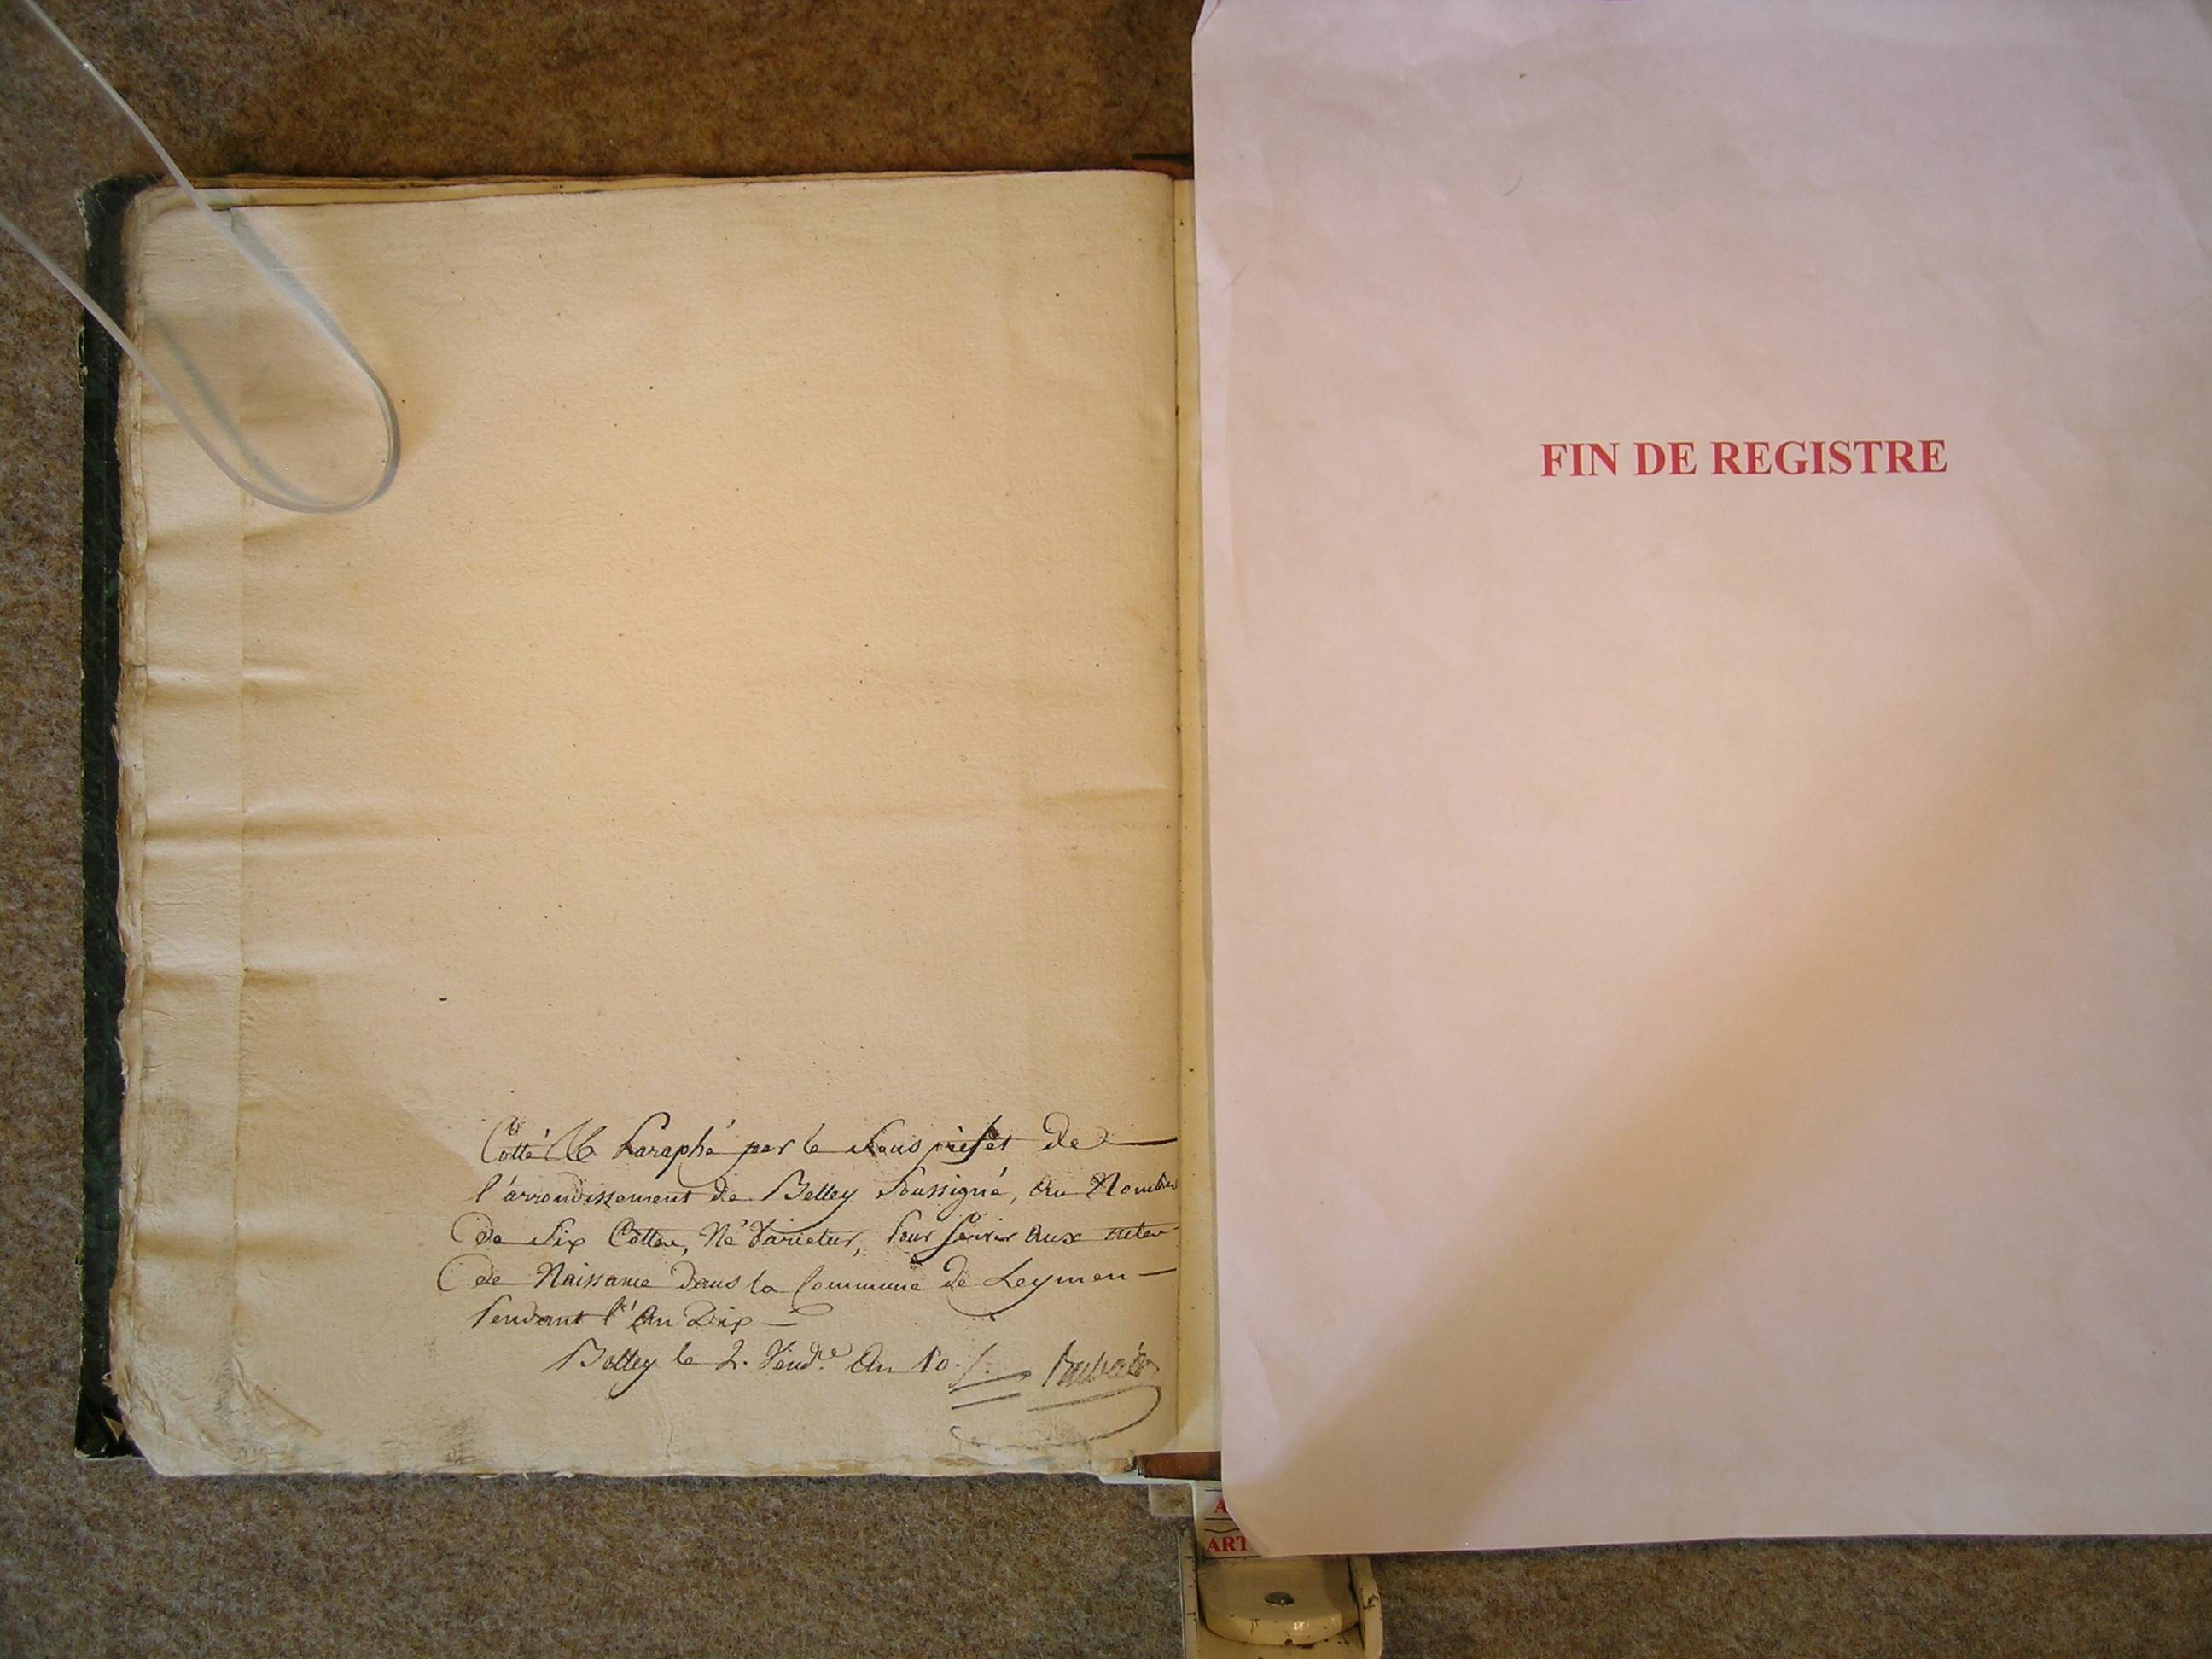 Cotté & Paraphé par le Sous préfet de
l'arrondissement de Belley Soussigné, Au Nombre
De Six Cottes, Né Varietur, Pour servir Aux actes
de Naissance Dans la Commune de Leymen
Pendant l'An Dix
Belley le 2. Vend.re An 10.
FIN DE REGISTRE
ART